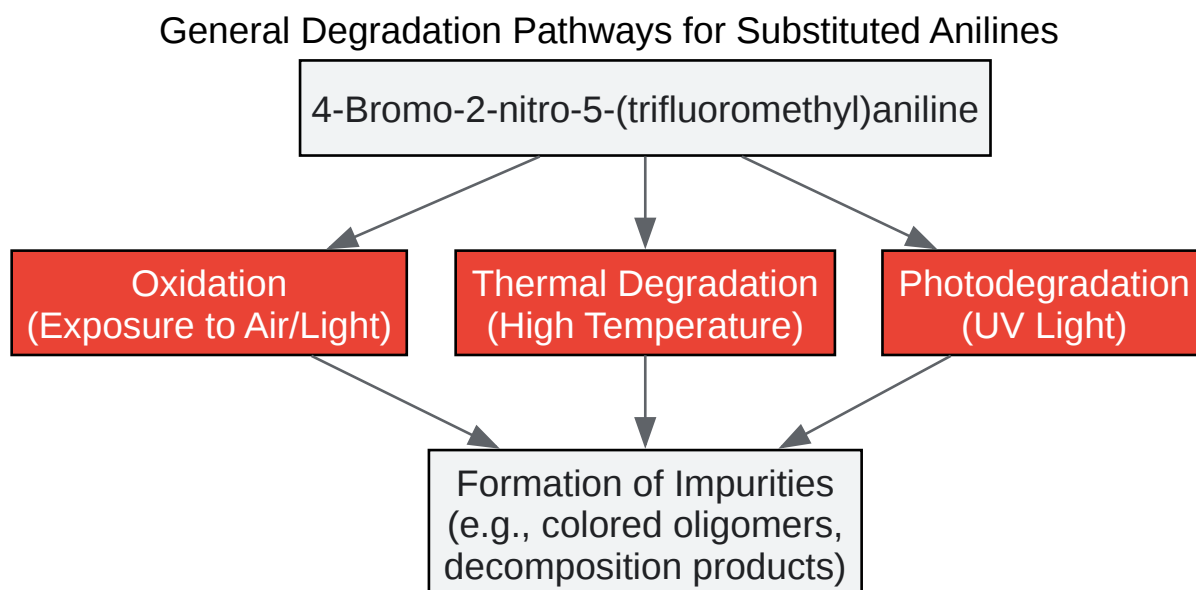 General Degradation Pathways for Substituted Anilines
4-Bromo-2-nitro-5-(trifluoromethyl)aniline
Oxidation
(Exposure to Air/Light)
Thermal Degradation
(High Temperature)
Photodegradation
(UV Light)
Formation of Impurities
(e.g., colored oligomers,
decomposition products)